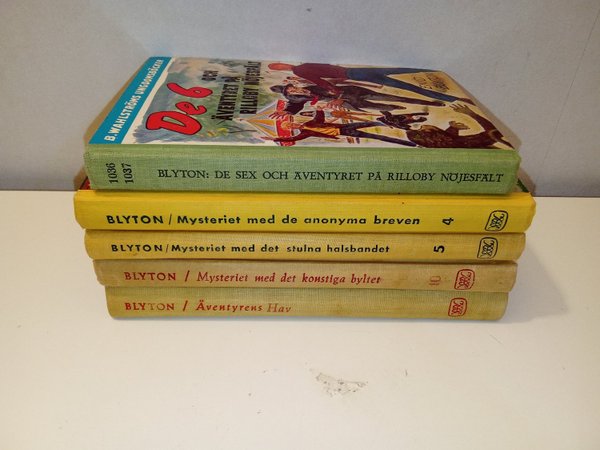 B. WAHLSTRÖMS UNGDOMSBÖCKER
De 6
OCH
ÄVENTYRET PÅ
RILLOBY NÖJESFÄLT
1036
1037
BLYTON: DE SEX OCH ÄVENTYRET PÅ RILLOBY NÖJESFÄLT
BLYTON / Mysteriet med de anonyma breven 4
BLYTON / Mysteriet med det stulna halsbandet 5
BLYTON / Mysteriet med det konstiga byltet 10
BLYTON / Äventyrens Hav